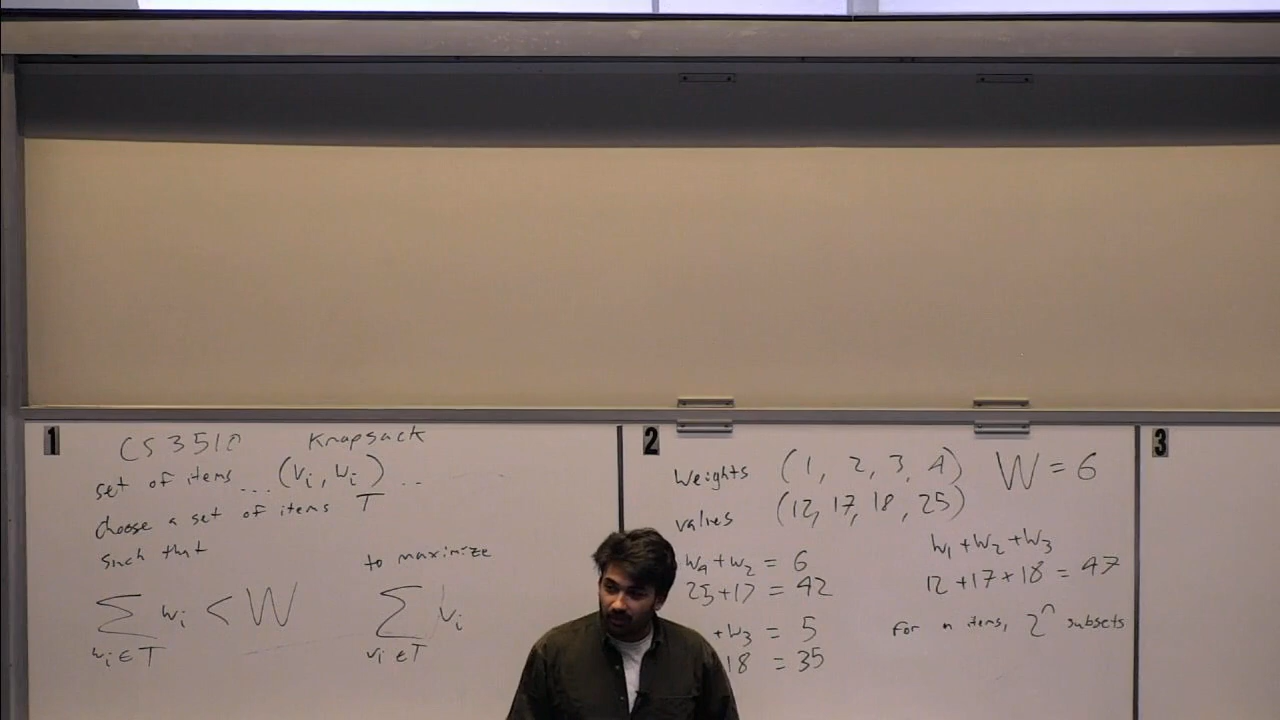 1
CS 3510 Knapsack
set of items ... (vi, wi) ..
choose a set of items T
such that
to maximize
∑ wi < W
wi ∈ T
∑ vi
vi ∈ T
2
Weights (1, 2, 3, 4) W = 6
values (12, 17, 18, 25)
w4 + w2 = 6
25 + 17 = 42
+ w3 = 5
18 = 35
w1 + w2 + w3
12 + 17 + 18 = 47
For n items, 2^n subsets
3